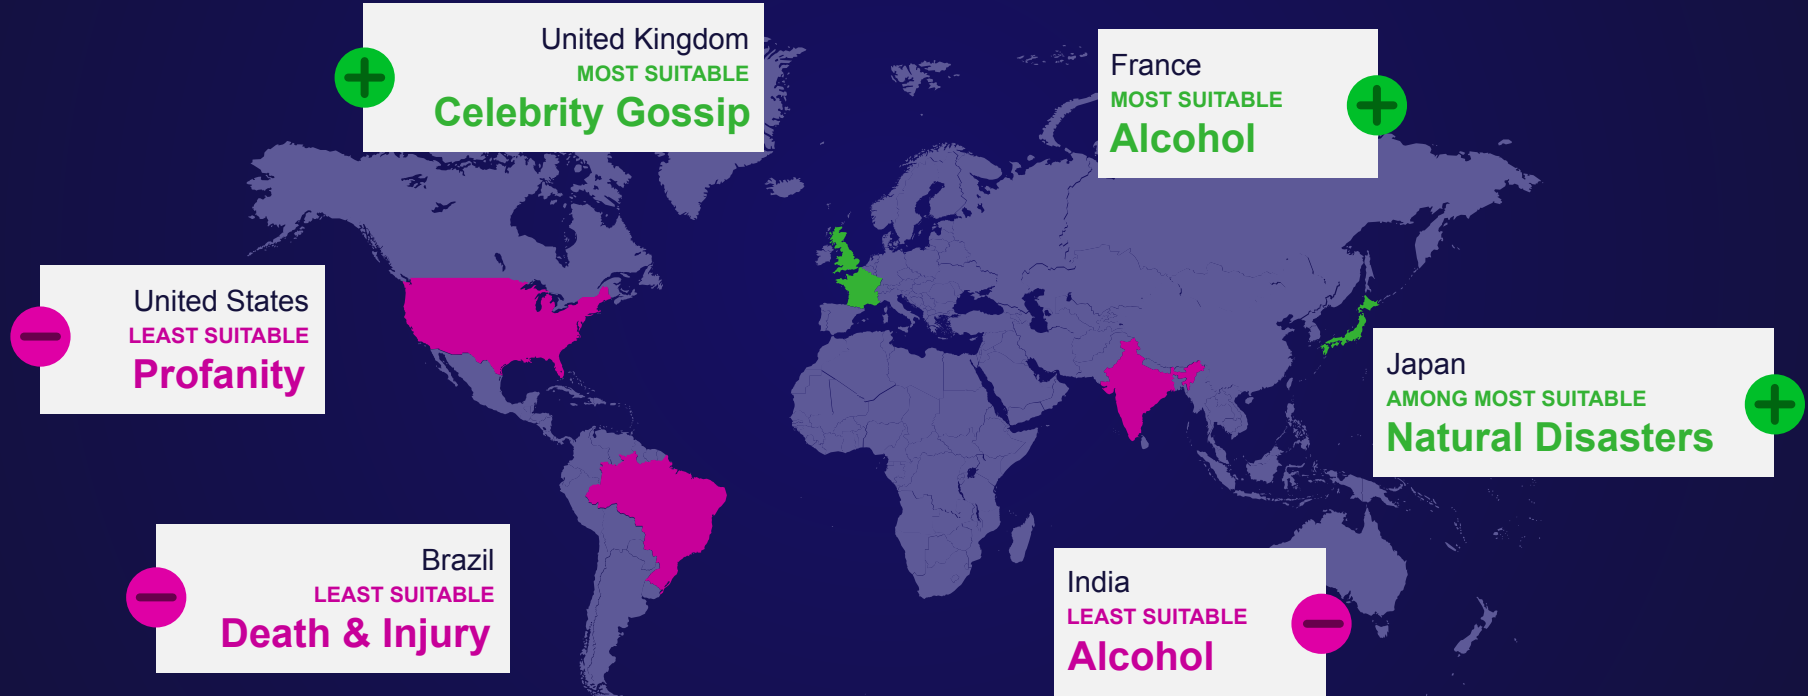 United Kingdom
MOST SUITABLE
Celebrity Gossip
France
MOST SUITABLE
Alcohol
United States
LEAST SUITABLE
Profanity
Japan
AMONG MOST SUITABLE
Natural Disasters
Brazil
LEAST SUITABLE
Death & Injury
India
LEAST SUITABLE
Alcohol